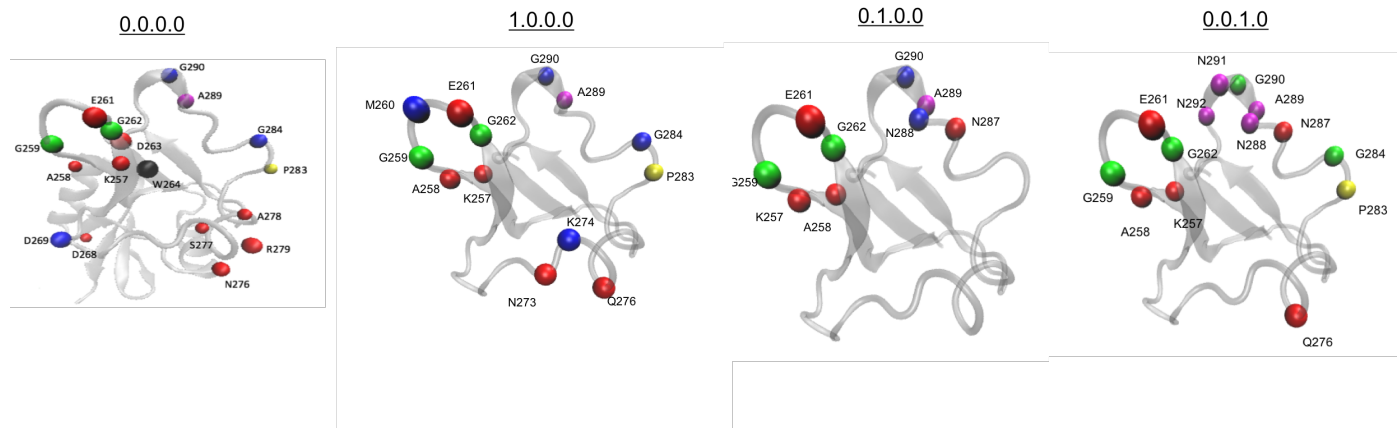 0.0.0.0
G290
A289
E261
G262
D263
G284
G259
P283
A258
K257
W264
A278
D269
D268
S277
R279
N276
1.0.0.0
G290
E261
M260
A289
G262
G284
G259
P283
A258
K257
K274
N273
Q276
0.1.0.0
G290
E261
A289
N288
N287
G262
G259
K257
A258
0.0.1.0
N291
G290
E261
N292
A289
N287
N288
G262
G284
G259
P283
A258
K257
Q276